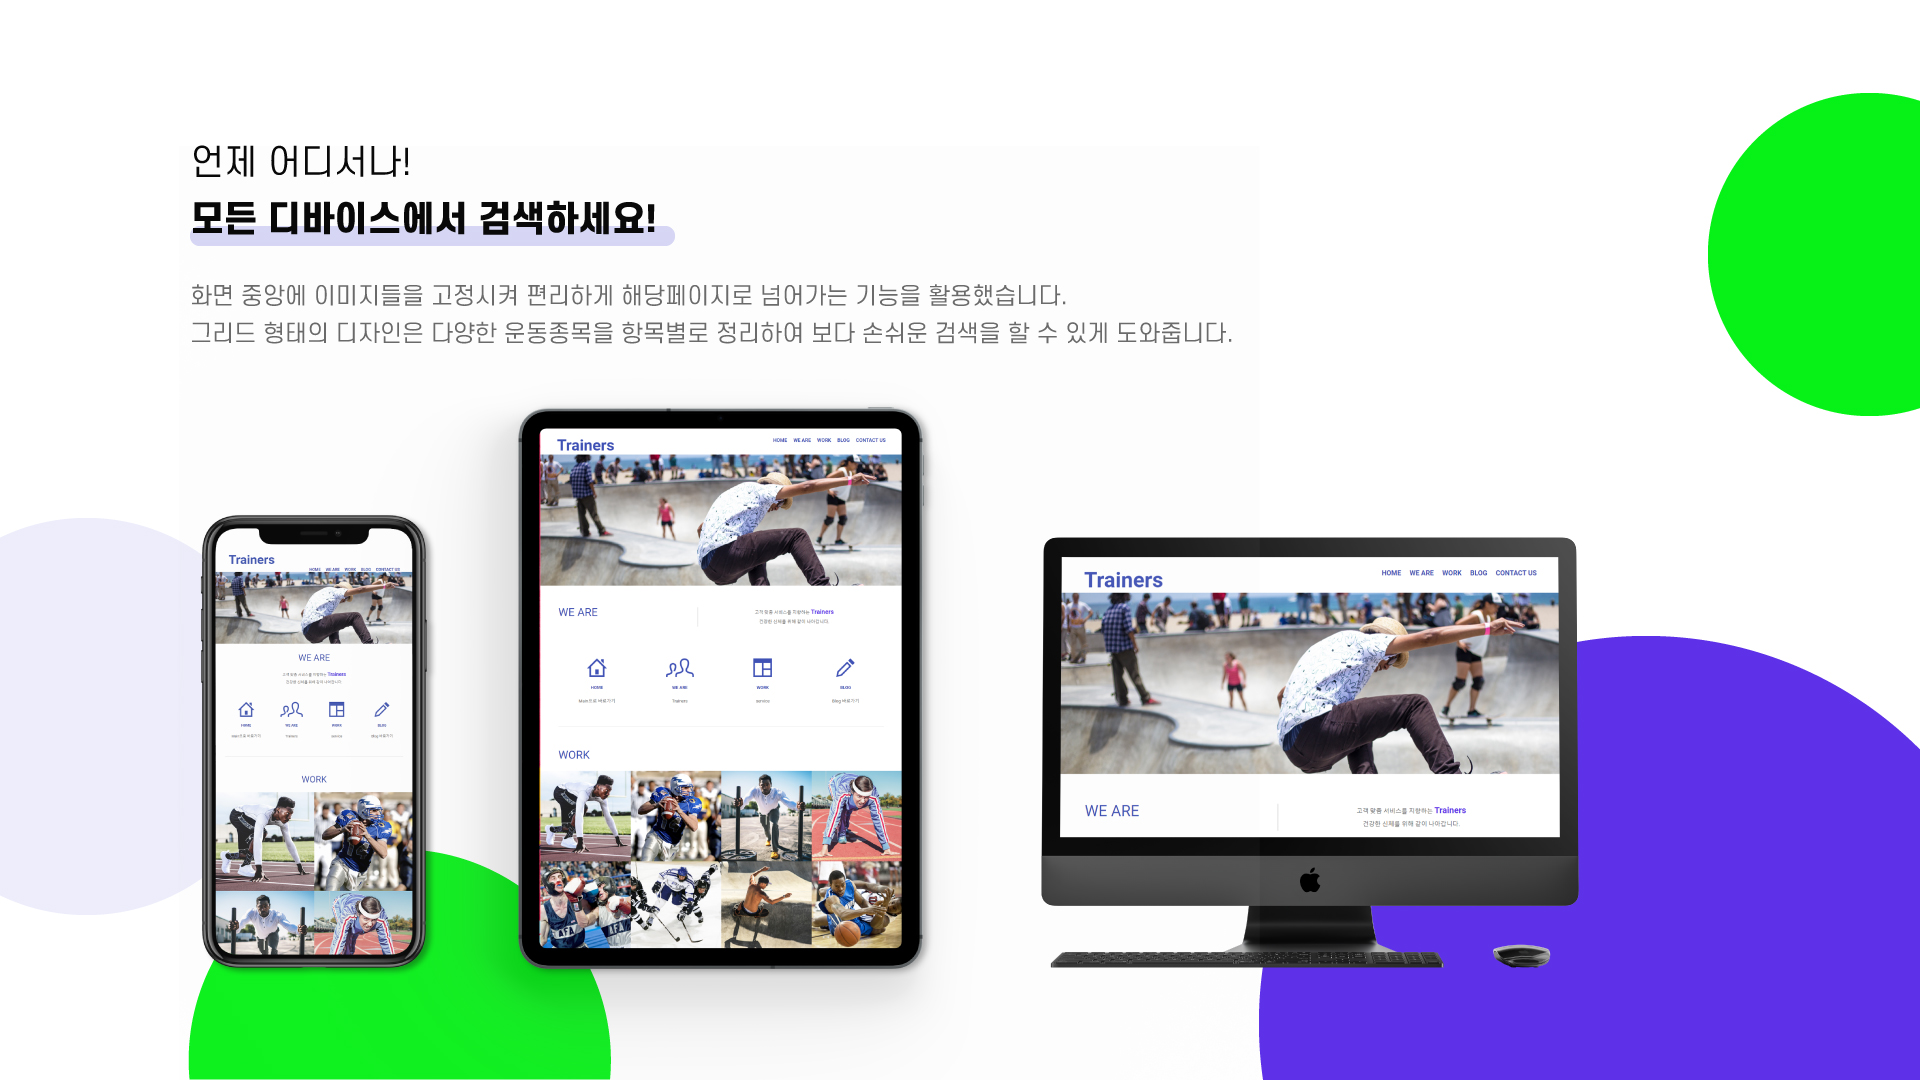 언제 어디서나!
모든 디바이스에서 검색하세요!
화면 중앙에 이미지들을 고정시켜 편리하게 해당페이지로 넘어가는 기능을 활용했습니다.
그리드 형태의 디자인은 다양한 운동종목을 항목별로 정리하여 보다 손쉬운 검색을 할 수 있게 도와줍니다.
Trainers
HOME WE ARE WORK BLOG CONTACT US
WE ARE
고객 맞춤 서비스를 지향하는 Trainers
건강한 신체를 위해 같이 나아갑니다.
HOME WE ARE WORK BLOG
Main으로 바로가기 Trainers service Blog 바로가기
WORK
Trainers
HOME WE ARE WORK BLOG CONTACT US
WE ARE
고객 맞춤 서비스를 지향하는 Trainers
건강한 신체를 위해 같이 나아갑니다.
HOME WE ARE WORK BLOG
Main으로 바로가기 Trainers service Blog 바로가기
WORK
AFA
AFA
Trainers
HOME WE ARE WORK BLOG CONTACT US
WE ARE
고객 맞춤 서비스를 지향하는 Trainers
건강한 신체를 위해 같이 나아갑니다.